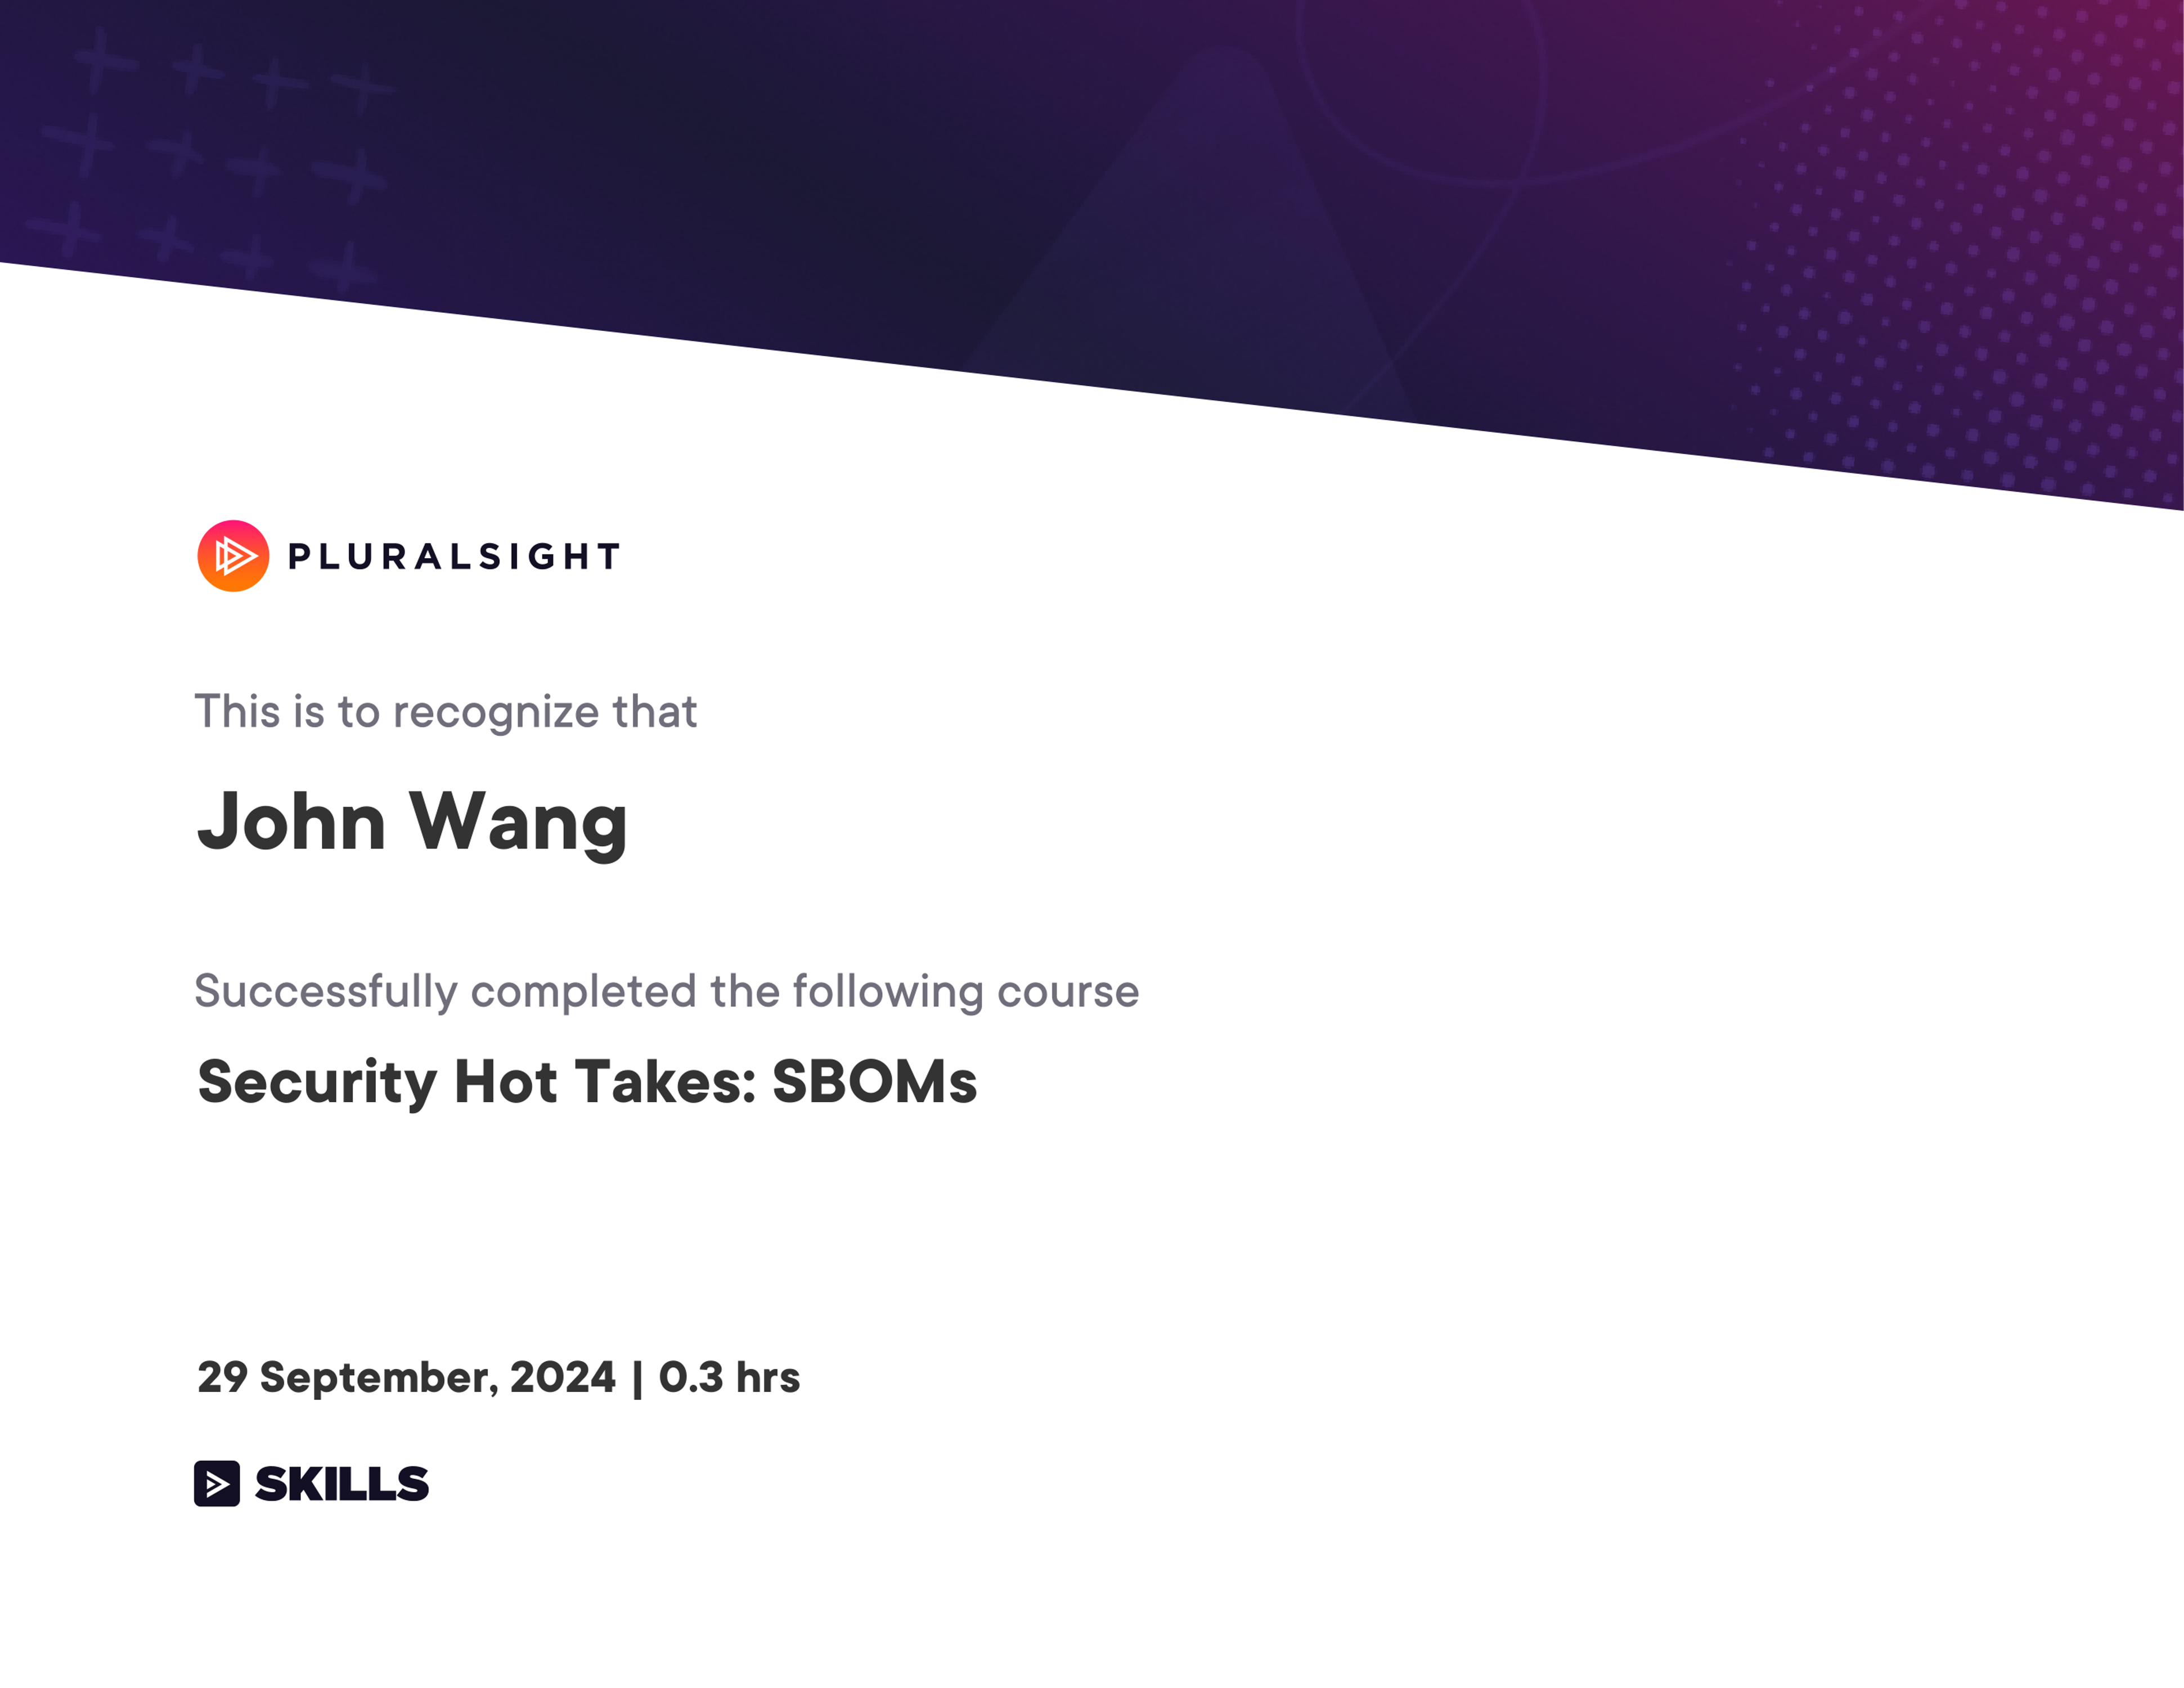 PLURALSIGHT
This is to recognize that
John Wang
Successfully completed the following course
Security Hot Takes: SBOMs
29 September, 2024 | 0.3 hrs
SKILLS